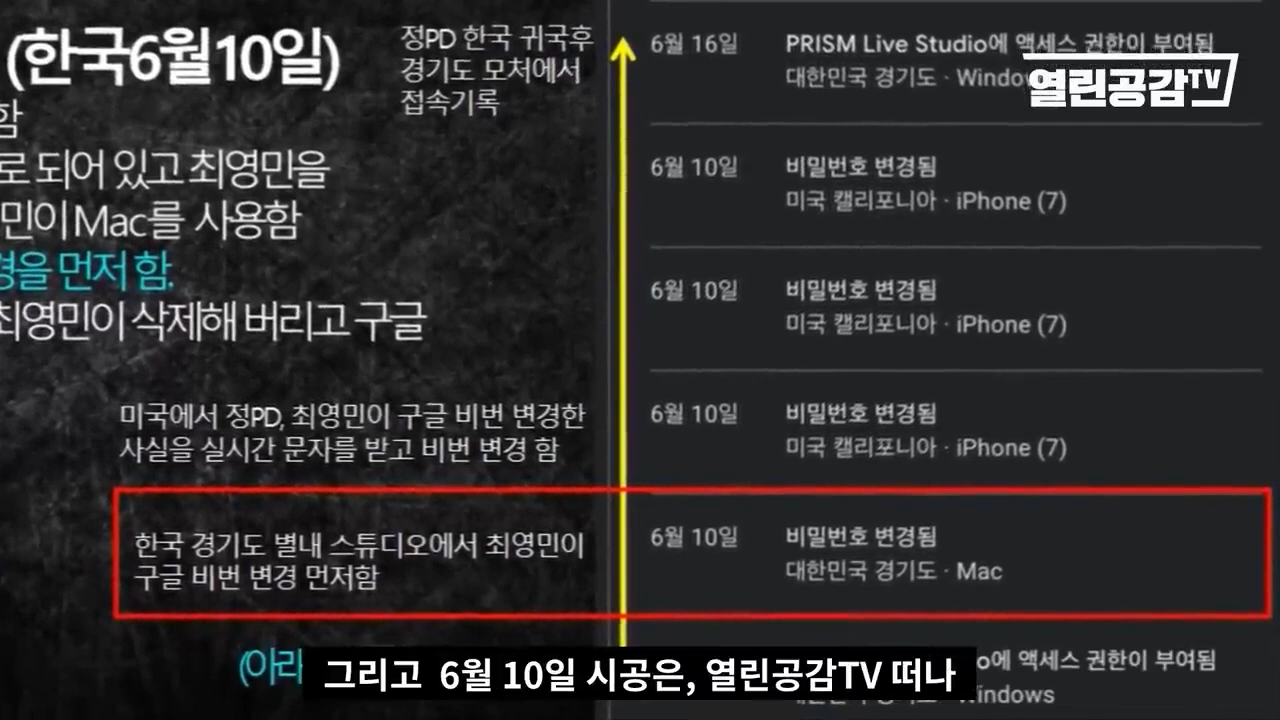 (한국6월10일)
함
로 되어 있고 최영민을
민이 Mac를 사용함
경을 먼저 함.
최영민이 삭제해 버리고 구글
정PD 한국 귀국후
경기도 모처에서
접속기록
미국에서 정PD, 최영민이 구글 비번 변경한
사실을 실시간 문자를 받고 비번 변경 함
한국 경기도 별내 스튜디오에서 최영민이
구글 비번 변경 먼저함
(아래
6월 16일 PRISM Live Studio에 액세스 권한이 부여됨
대한민국 경기도 · Window
열린공감TV
6월 10일 비밀번호 변경됨
미국 캘리포니아 · iPhone (7)
6월 10일 비밀번호 변경됨
미국 캘리포니아 · iPhone (7)
6월 10일 비밀번호 변경됨
미국 캘리포니아 · iPhone (7)
6월 10일 비밀번호 변경됨
대한민국 경기도 · Mac
o에 액세스 권한이 부여됨
Windows
그리고 6월 10일 시공은, 열린공감TV 떠나